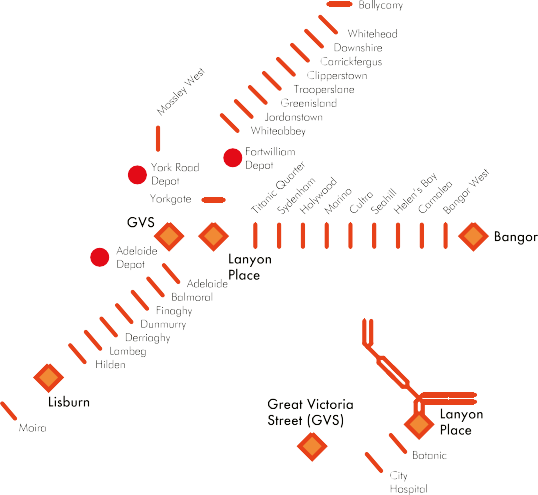 Ballycarry
Whitehead
Downshire
Carrickfergus
Clipperstown
Trooperslane
Greenisland
Jordanstown
Whiteabbey
Mossley West
Fortwilliam
Depot
York Road
Depot
Yorkgate
Titanic Quarter
Sydenham
Holywood
Marino
Cultra
Seahill
Helen's Bay
Carnalea
Bangor West
GVS
Bangor
Lanyon
Place
Adelaide
Depot
Adelaide
Balmoral
Finaghy
Dunmurry
Derriaghy
Lambeg
Hilden
Lisburn
Moira
Great Victoria
Street (GVS)
Lanyon
Place
Botanic
City
Hospital